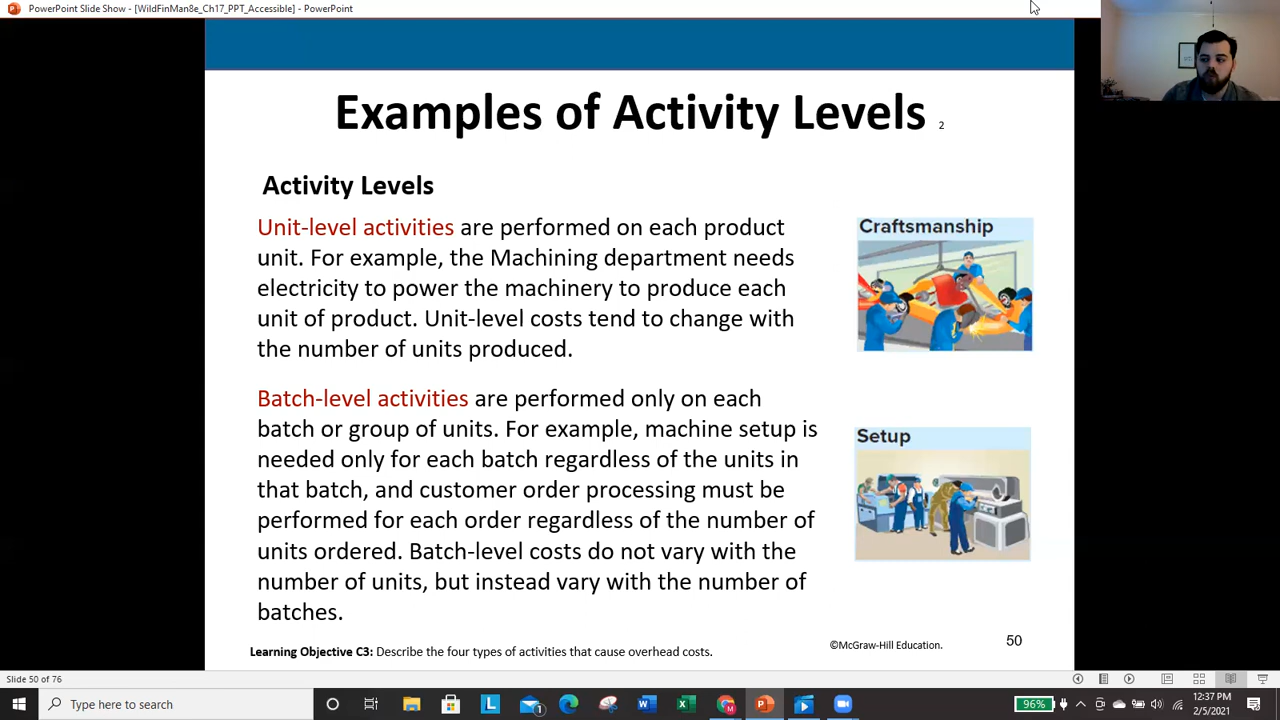 PowerPoint Slide Show - [WildFinMan8e_Ch17_PPT_Accessible] - PowerPoint
Examples of Activity Levels 2
Activity Levels
Unit-level activities are performed on each product
unit. For example, the Machining department needs
electricity to power the machinery to produce each
unit of product. Unit-level costs tend to change with
the number of units produced.
Craftsmanship
Batch-level activities are performed only on each
batch or group of units. For example, machine setup is
needed only for each batch regardless of the units in
that batch, and customer order processing must be
performed for each order regardless of the number of
units ordered. Batch-level costs do not vary with the
number of units, but instead vary with the number of
batches.
Setup
Learning Objective C3: Describe the four types of activities that cause overhead costs.
©McGraw-Hill Education.
50
Slide 50 of 76
Type here to search
96%
12:37 PM
2/5/2021